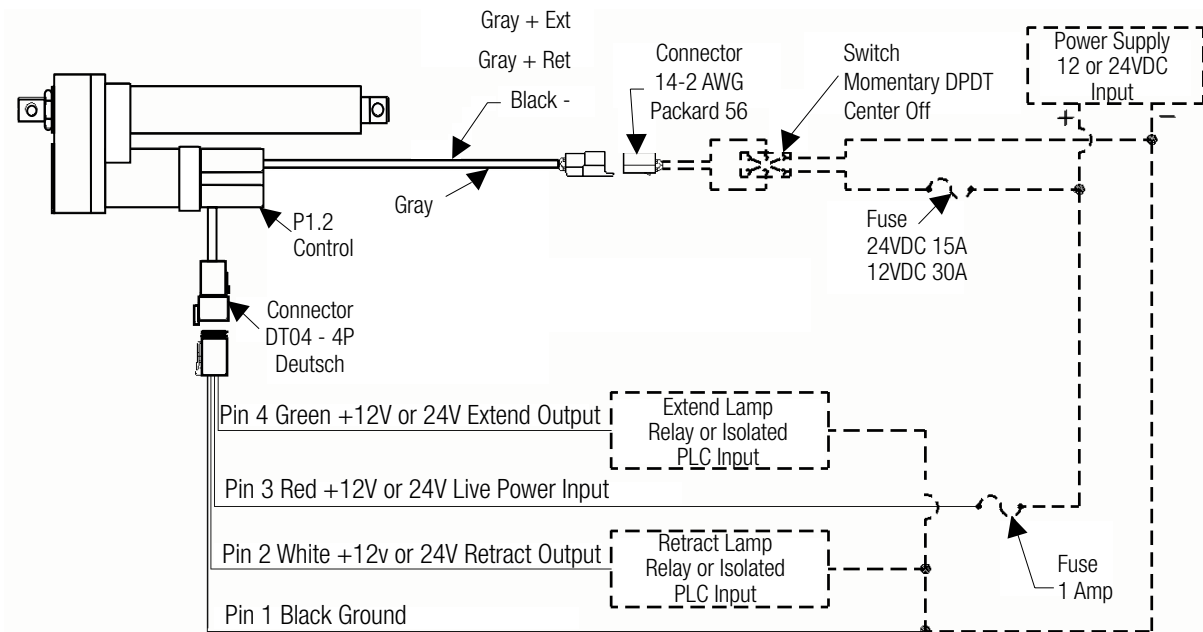 Gray + Ext
Gray + Ret
Black -
Gray
Connector
14-2 AWG
Packard 56
Switch
Momentary DPDT
Center Off
Power Supply
12 or 24VDC
Input
+
−
Fuse
24VDC 15A
12VDC 30A
P1.2
Control
Connector
DT04 - 4P
Deutsch
Pin 4 Green +12V or 24V Extend Output
Extend Lamp
Relay or Isolated
PLC Input
Pin 3 Red +12V or 24V Live Power Input
Pin 2 White +12v or 24V Retract Output
Retract Lamp
Relay or Isolated
PLC Input
Fuse
1 Amp
Pin 1 Black Ground